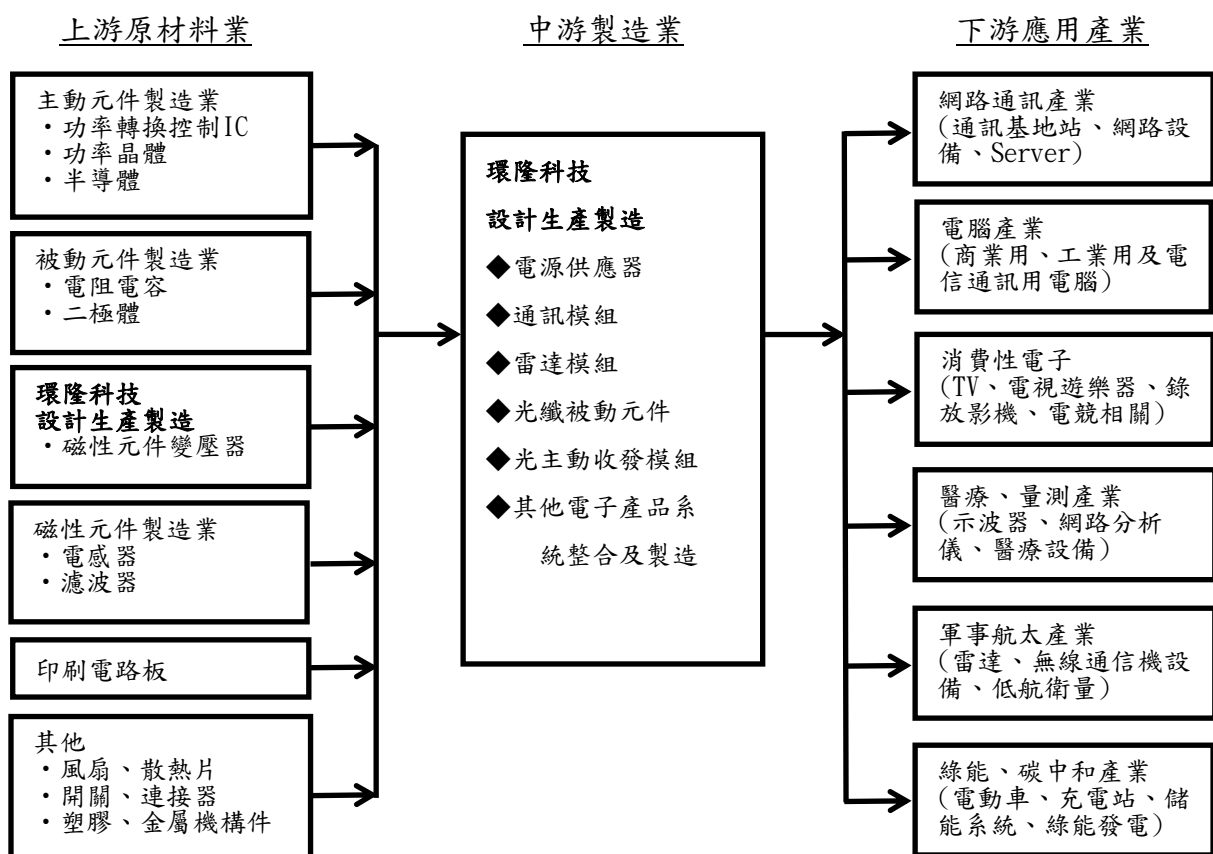 上游原材料業
主動元件製造業
・功率轉換控制IC
・功率晶體
・半導體
被動元件製造業
・電阻電容
・二極體
環隆科技
設計生產製造
・磁性元件變壓器
磁性元件製造業
・電感器
・濾波器
印刷電路板
其他
・風扇、散熱片
・開關、連接器
・塑膠、金屬機構件
中游製造業
環隆科技
設計生產製造
◆電源供應器
◆通訊模組
◆雷達模組
◆光纖被動元件
◆光主動收發模組
◆其他電子產品系
統整合及製造
下游應用產業
網路通訊產業
(通訊基地站、網路設
備、Server)
電腦產業
(商業用、工業用及電
信通訊用電腦)
消費性電子
(TV、電視遊樂器、錄
放影機、電競相關)
醫療、量測產業
(示波器、網路分析
儀、醫療設備)
軍事航太產業
(雷達、無線通信機設
備、低航衛量)
綠能、碳中和產業
(電動車、充電站、儲
能系統、綠能發電)